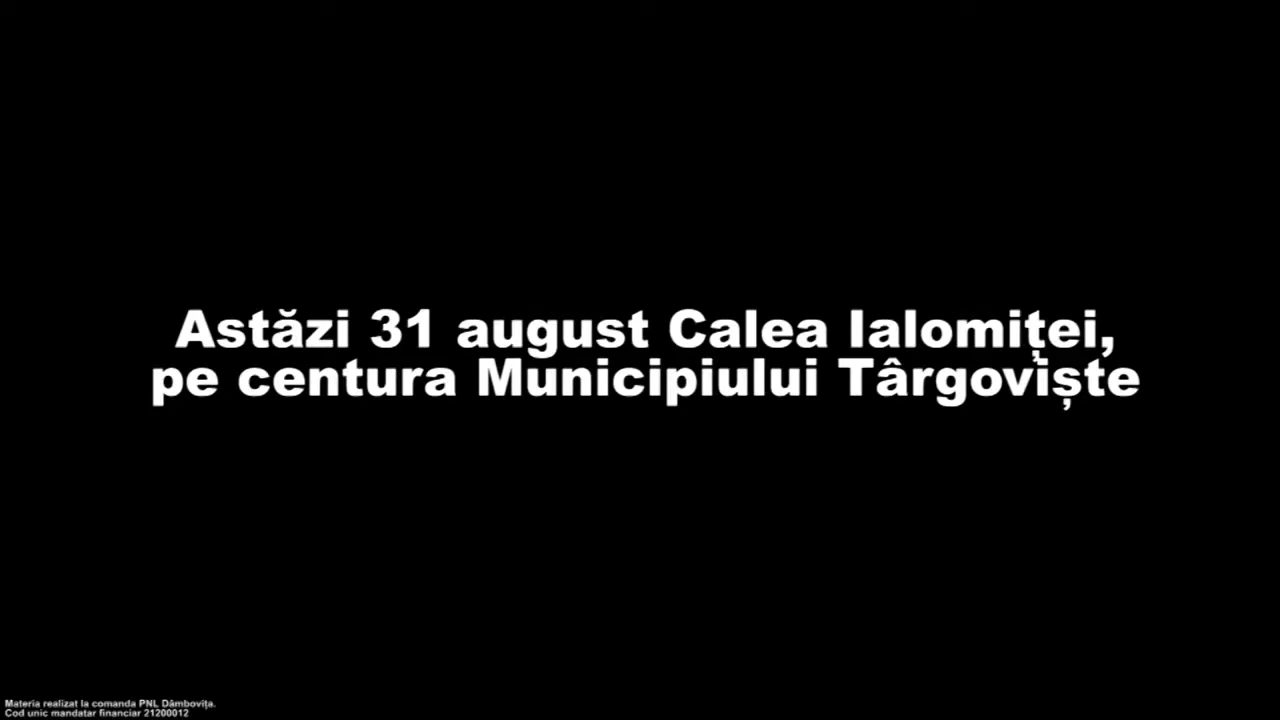 Astăzi 31 august Calea Ialomiței,
pe centura Municipiului Târgoviște
Materia realizat la comanda PNL Dâmbovița.
Cod unic mandatar financiar 21200012